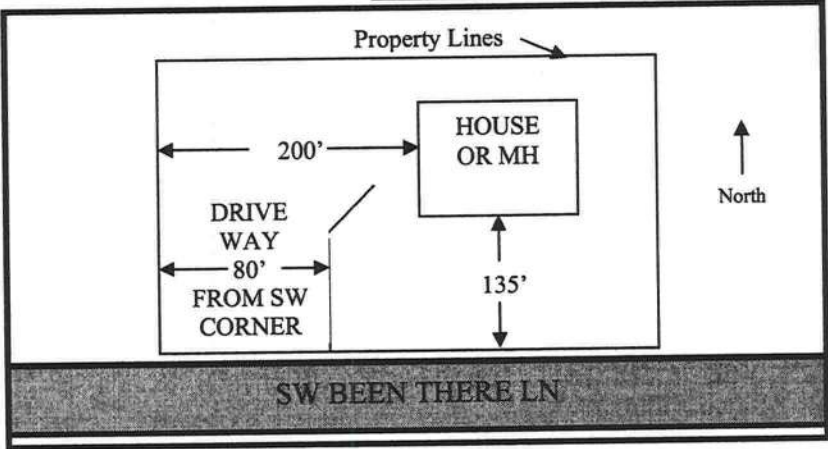 Property Lines
HOUSE
OR MH
200’
North
DRIVE
WAY
80’
FROM SW
CORNER
135’
SW BEEN THERE LN